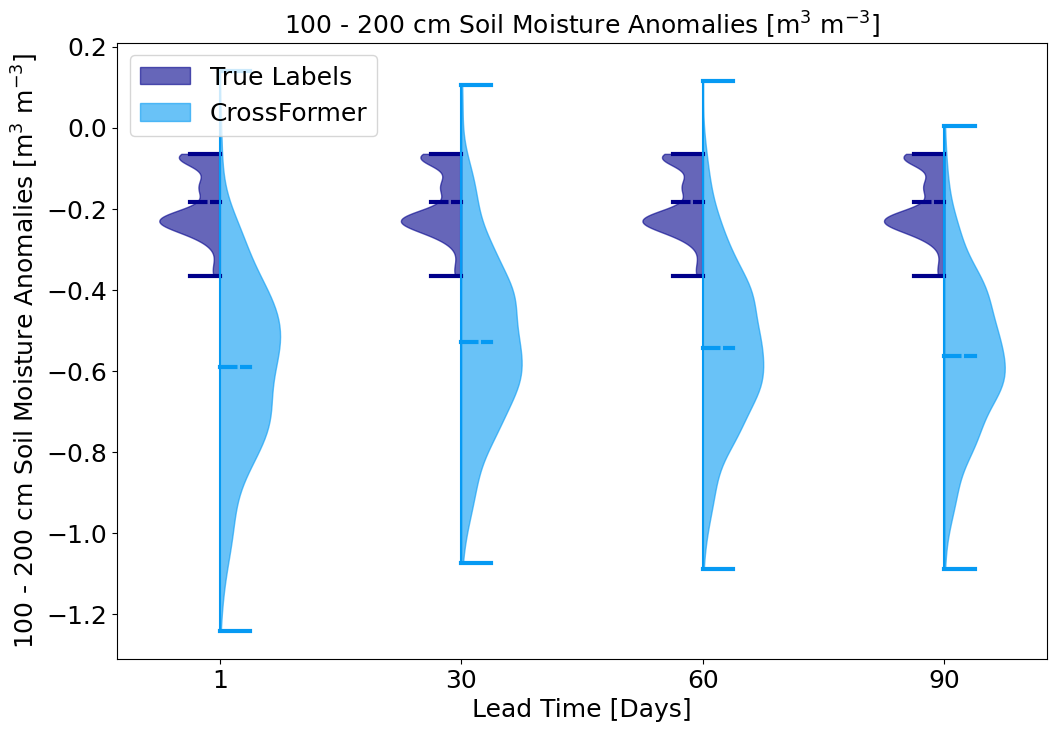 100 - 200 cm Soil Moisture Anomalies [m³ m⁻³]
100 - 200 cm Soil Moisture Anomalies [m³ m⁻³]
True Labels
CrossFormer
0.2
0.0
−0.2
−0.4
−0.6
−0.8
−1.0
−1.2
1 30 60 90
Lead Time [Days]